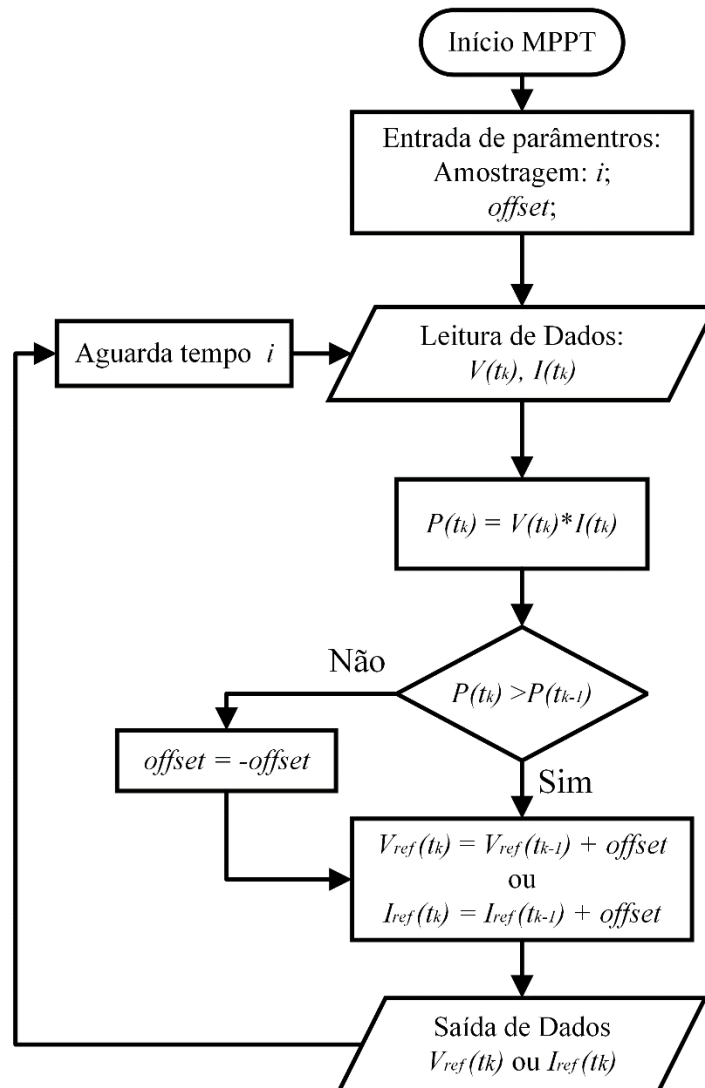 Início MPPT
Entrada de parâmentros:
Amostragem: i;
offset;
Aguarda tempo i
Leitura de Dados:
V(tk), I(tk)
P(tk) = V(tk)*I(tk)
Não
P(tk) >P(tk-1)
offset = -offset
Sim
Vref(tk) = Vref(tk-1) + offset
ou
Iref(tk) = Iref(tk-1) + offset
Saída de Dados
Vref(tk) ou Iref(tk)